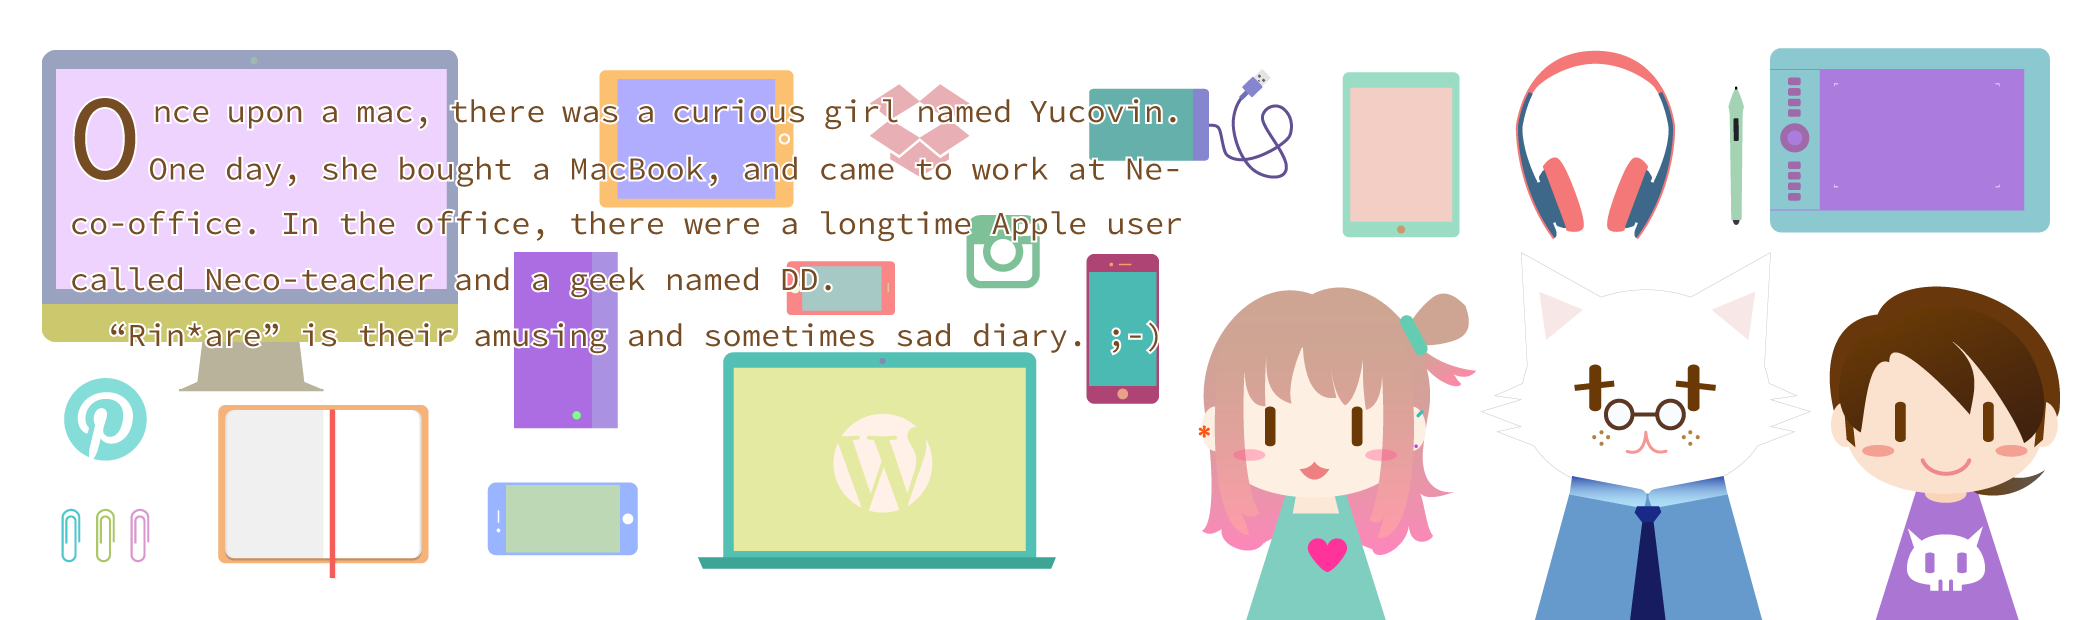 Once upon a mac, there was a curious girl named Yucovin.
One day, she bought a MacBook, and came to work at Ne-
co-office. In the office, there were a longtime Apple user
called Neco-teacher and a geek named DD.
“Rin*are” is their amusing and sometimes sad diary. ;-)